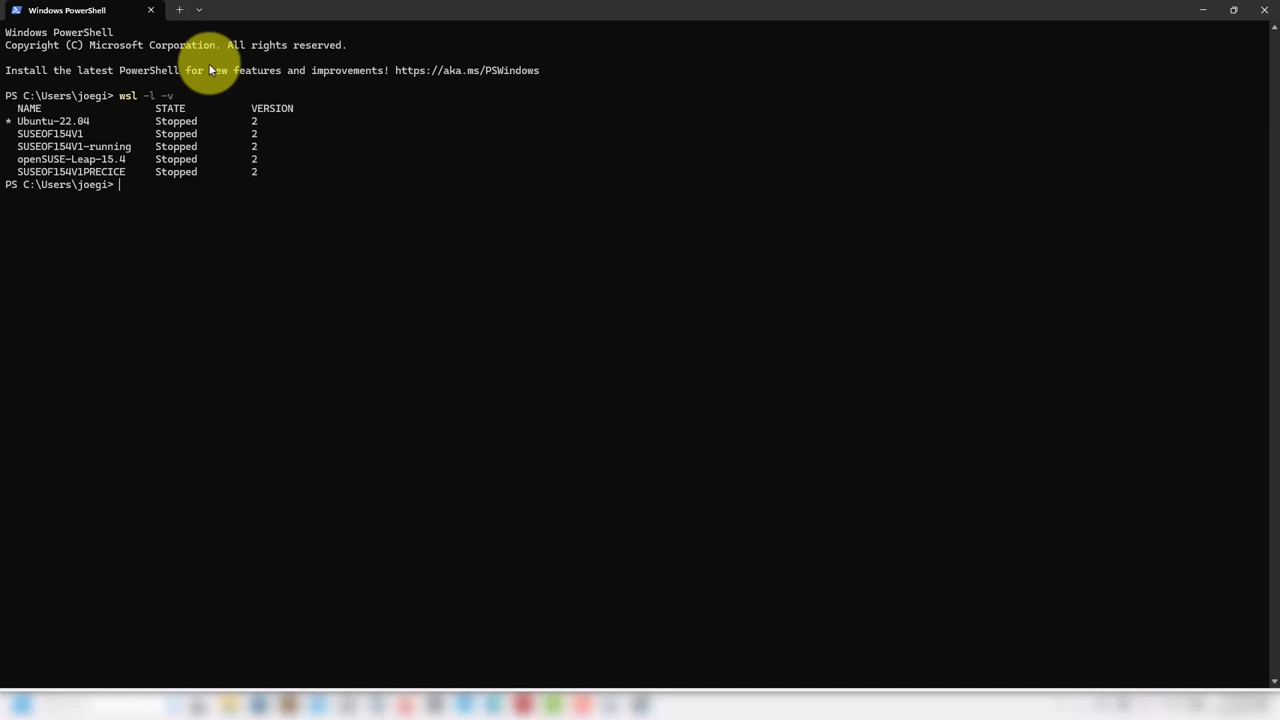 Windows PowerShell
Windows PowerShell
Copyright (C) Microsoft Corporation. All rights reserved.
Install the latest PowerShell for new features and improvements! https://aka.ms/PSWindows
PS C:\Users\joegi> wsl -l -v
  NAME                   STATE           VERSION
* Ubuntu-22.04           Stopped         2
  SUSEOF154V1            Stopped         2
  SUSEOF154V1-running    Stopped         2
  openSUSE-Leap-15.4     Stopped         2
  SUSEOF154V1PRECICE     Stopped         2
PS C:\Users\joegi>